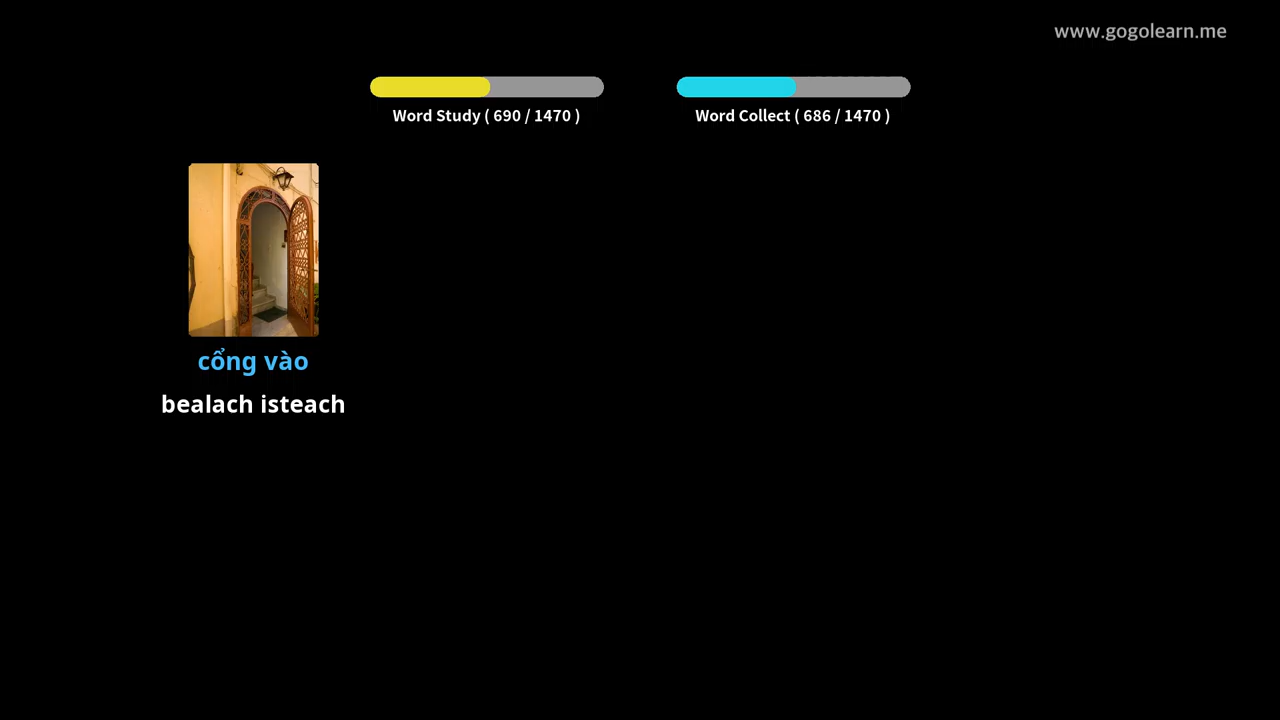 www.gogolearn.me
Word Study ( 690 / 1470 )
Word Collect ( 686 / 1470 )
cổng vào
bealach isteach